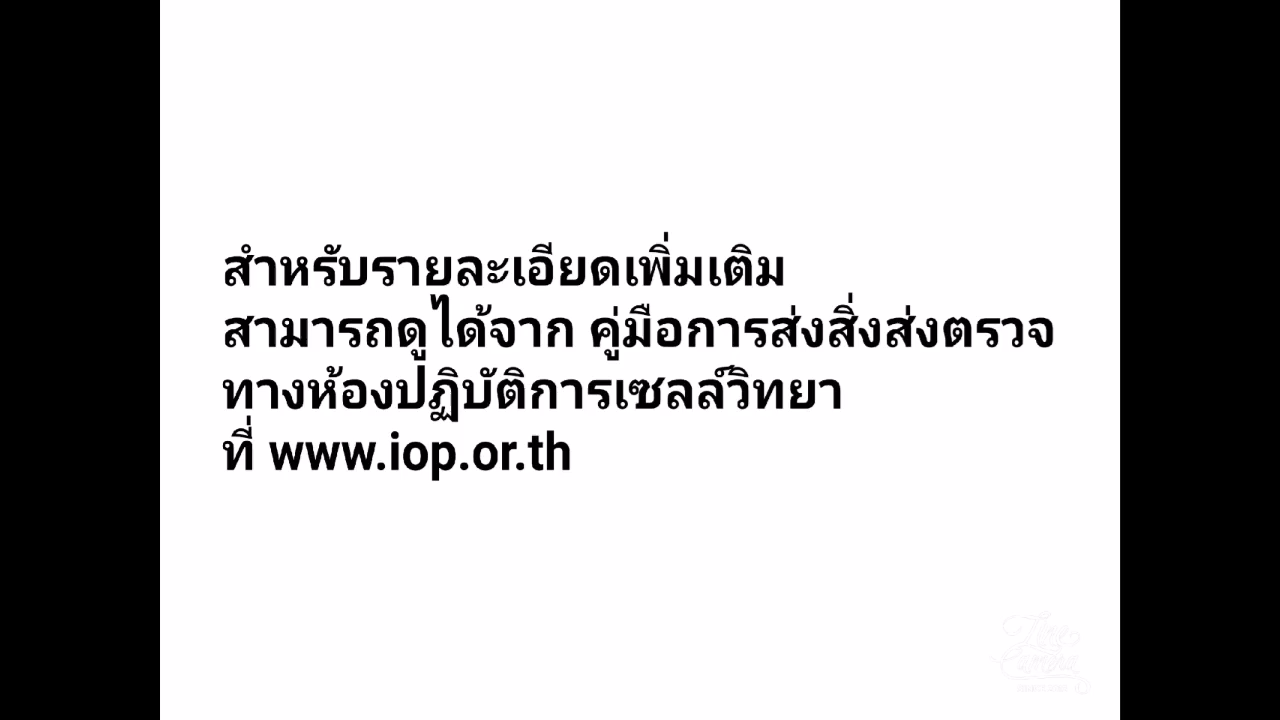 สำหรับรายละเอียดเพิ่มเติม
สามารถดูได้จาก คู่มือการส่งสิ่งส่งตรวจ
ทางห้องปฏิบัติการเซลล์วิทยา
ที่ www.iop.or.th